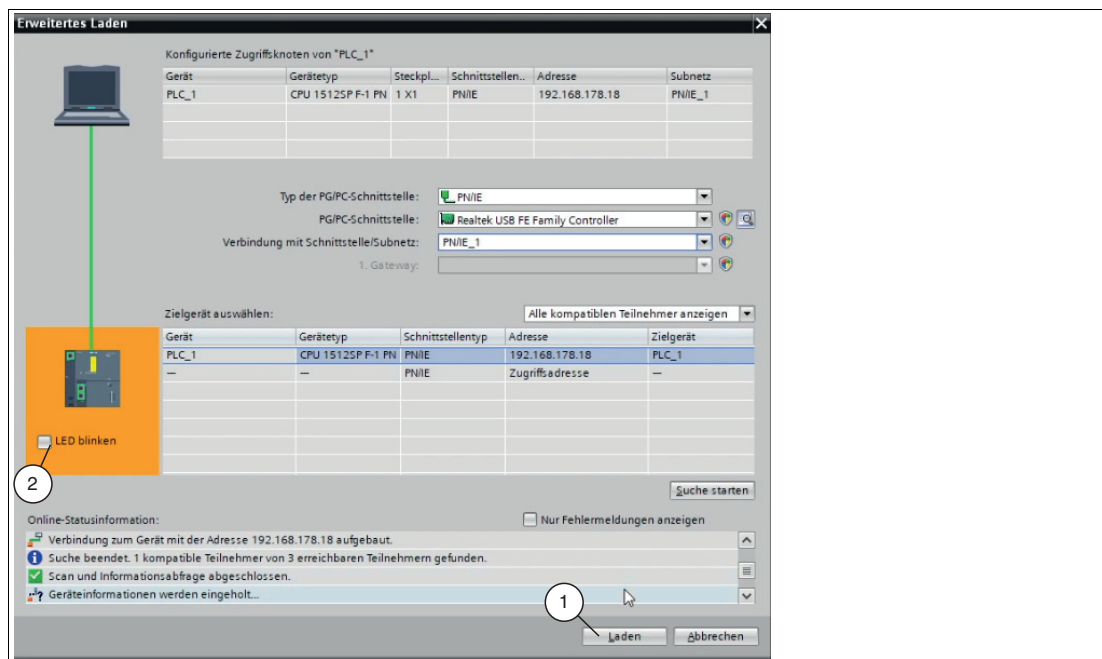 Erweitertes Laden
Konfigurierte Zugriffsknoten von "PLC_1"
Gerät Gerätetyp Steckpl... Schnittstellen.. Adresse Subnetz
PLC_1 CPU 1512SP F-1 PN 1 X1 PN/IE 192.168.178.18 PN/IE_1
Typ der PG/PC-Schnittstelle: PN/IE
PG/PC-Schnittstelle: Realtek USB FE Family Controller
Verbindung mit Schnittstelle/Subnetz: PN/IE_1
1. Gateway:
Zielgerät auswählen: Alle kompatiblen Teilnehmer anzeigen
Gerät Gerätetyp Schnittstellentyp Adresse Zielgerät
PLC_1 CPU 1512SP F-1 PN PN/IE 192.168.178.18 PLC_1
— — PN/IE Zugriffsadresse —
LED blinken
2
Suche starten
Online-Statusinformation: Nur Fehlermeldungen anzeigen
Verbindung zum Gerät mit der Adresse 192.168.178.18 aufgebaut.
Suche beendet. 1 kompatible Teilnehmer von 3 erreichbaren Teilnehmern gefunden.
Scan und Informationsabfrage abgeschlossen.
Geräteinformationen werden eingeholt...
1
Laden Abbrechen